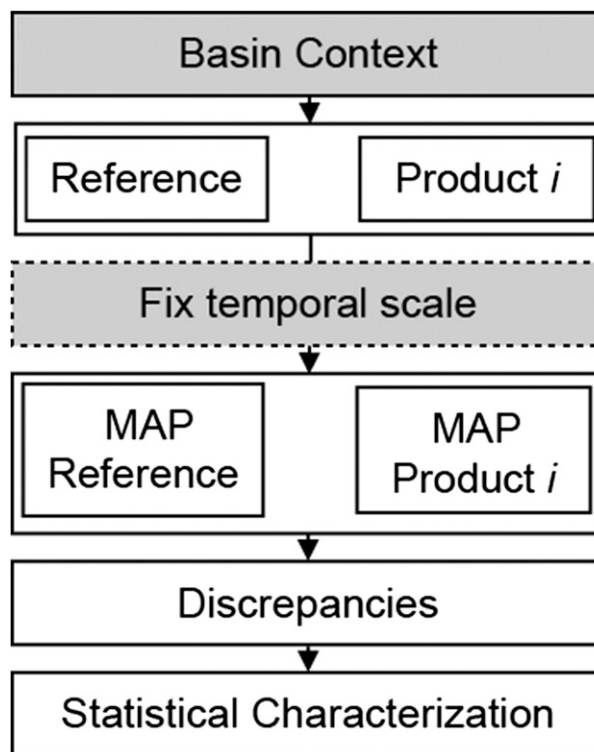 Basin Context
Reference
Product i
Fix temporal scale
MAP
Reference
MAP
Product i
Discrepancies
Statistical Characterization